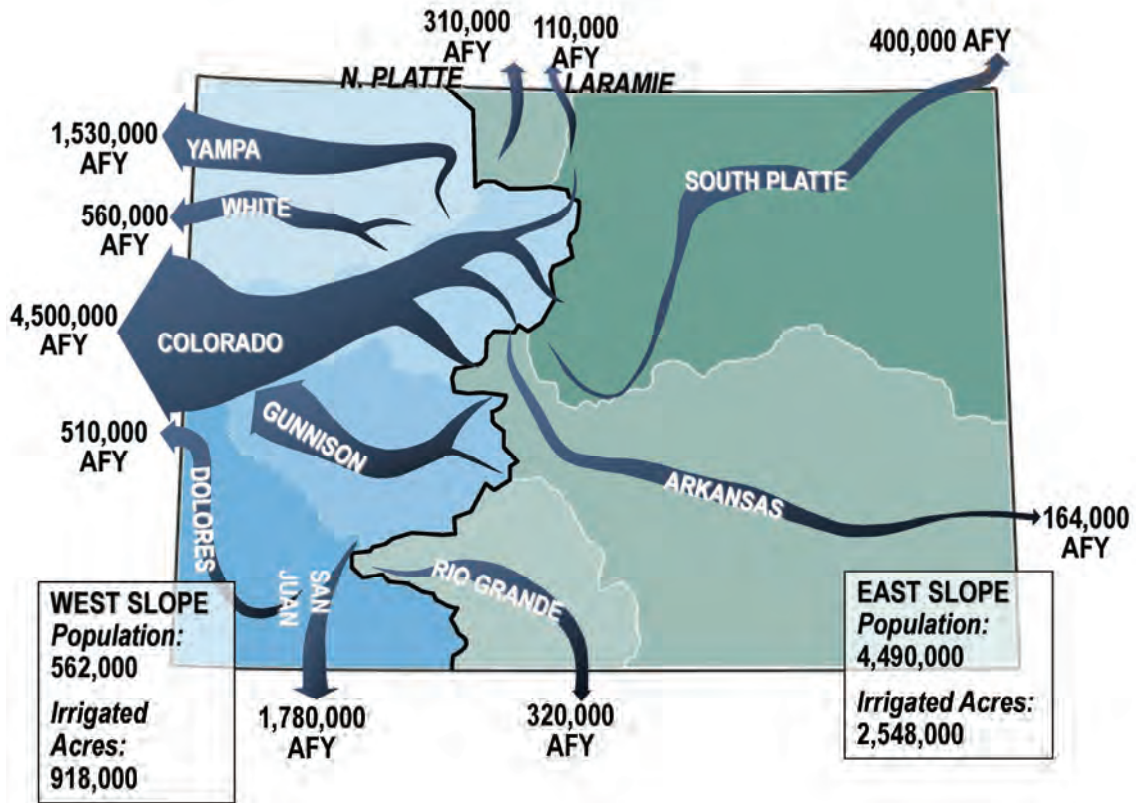 310,000
AFY
110,000
AFY
400,000 AFY
N. PLATTE
LARAMIE
1,530,000
AFY
YAMPA
SOUTH PLATTE
WHITE
560,000
AFY
4,500,000
AFY
COLORADO
GUNNISON
510,000
AFY
DOLORES
ARKANSAS
164,000
AFY
SAN
JUAN
RIO GRANDE
WEST SLOPE
Population:
562,000
Irrigated
Acres:
918,000
EAST SLOPE
Population:
4,490,000
Irrigated Acres:
2,548,000
1,780,000
AFY
320,000
AFY